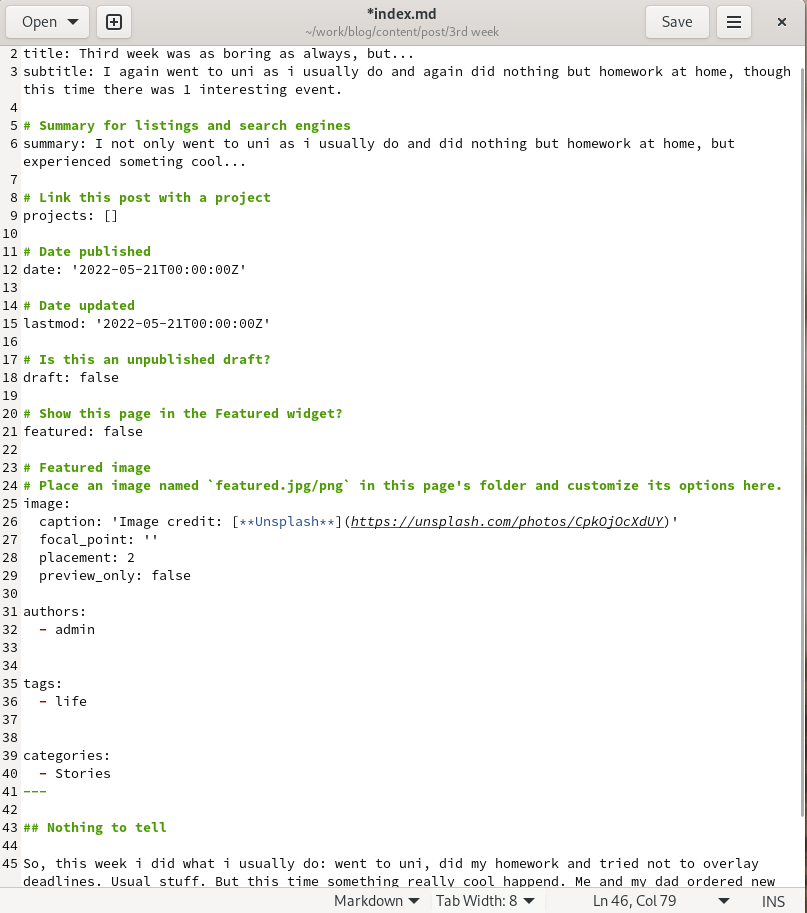 Open
*index.md
~/work/blog/content/post/3rd week
Save
2 title: Third week was as boring as always, but...
3 subtitle: I again went to uni as i usually do and again did nothing but homework at home, though
this time there was 1 interesting event.
4
5 # Summary for listings and search engines
6 summary: I not only went to uni as i usually do and did nothing but homework at home, but
experienced someting cool...
7
8 # Link this post with a project
9 projects: []
10
11 # Date published
12 date: '2022-05-21T00:00:00Z'
13
14 # Date updated
15 lastmod: '2022-05-21T00:00:00Z'
16
17 # Is this an unpublished draft?
18 draft: false
19
20 # Show this page in the Featured widget?
21 featured: false
22
23 # Featured image
24 # Place an image named `featured.jpg/png` in this page's folder and customize its options here.
25 image:
26   caption: 'Image credit: [**Unsplash**](https://unsplash.com/photos/CpkOjOcXdUY)'
27   focal_point: ''
28   placement: 2
29   preview_only: false
30
31 authors:
32   - admin
33
34
35 tags:
36   - life
37
38
39 categories:
40   - Stories
41 ---
42
43 ## Nothing to tell
44
45 So, this week i did what i usually do: went to uni, did my homework and tried not to overlay
deadlines. Usual stuff. But this time something really cool happend. Me and my dad ordered new
Markdown
Tab Width: 8
Ln 46, Col 79
INS